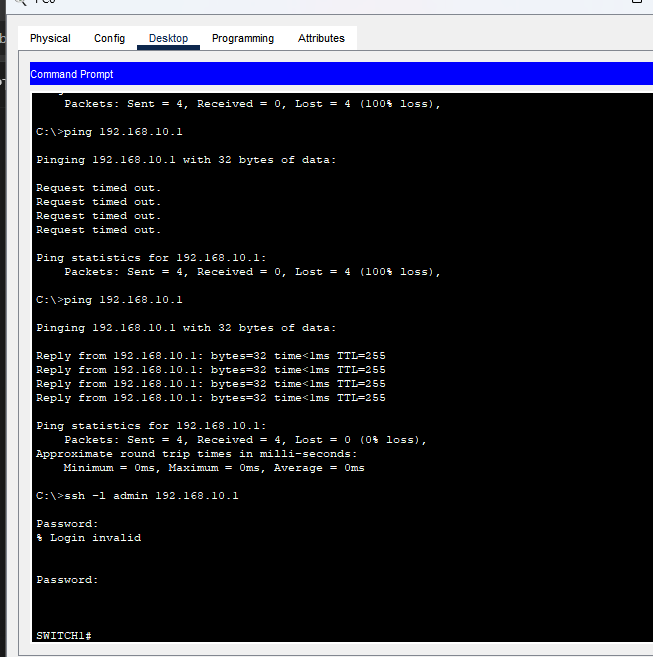 Physical Config Desktop Programming Attributes
Command Prompt
Packets: Sent = 4, Received = 0, Lost = 4 (100% loss),
C:\>ping 192.168.10.1
Pinging 192.168.10.1 with 32 bytes of data:
Request timed out.
Request timed out.
Request timed out.
Request timed out.
Ping statistics for 192.168.10.1:
Packets: Sent = 4, Received = 0, Lost = 4 (100% loss),
C:\>ping 192.168.10.1
Pinging 192.168.10.1 with 32 bytes of data:
Reply from 192.168.10.1: bytes=32 time<1ms TTL=255
Reply from 192.168.10.1: bytes=32 time<1ms TTL=255
Reply from 192.168.10.1: bytes=32 time<1ms TTL=255
Reply from 192.168.10.1: bytes=32 time<1ms TTL=255
Ping statistics for 192.168.10.1:
Packets: Sent = 4, Received = 4, Lost = 0 (0% loss),
Approximate round trip times in milli-seconds:
Minimum = 0ms, Maximum = 0ms, Average = 0ms
C:\>ssh -l admin 192.168.10.1
Password:
% Login invalid
Password:
SWITCH1#